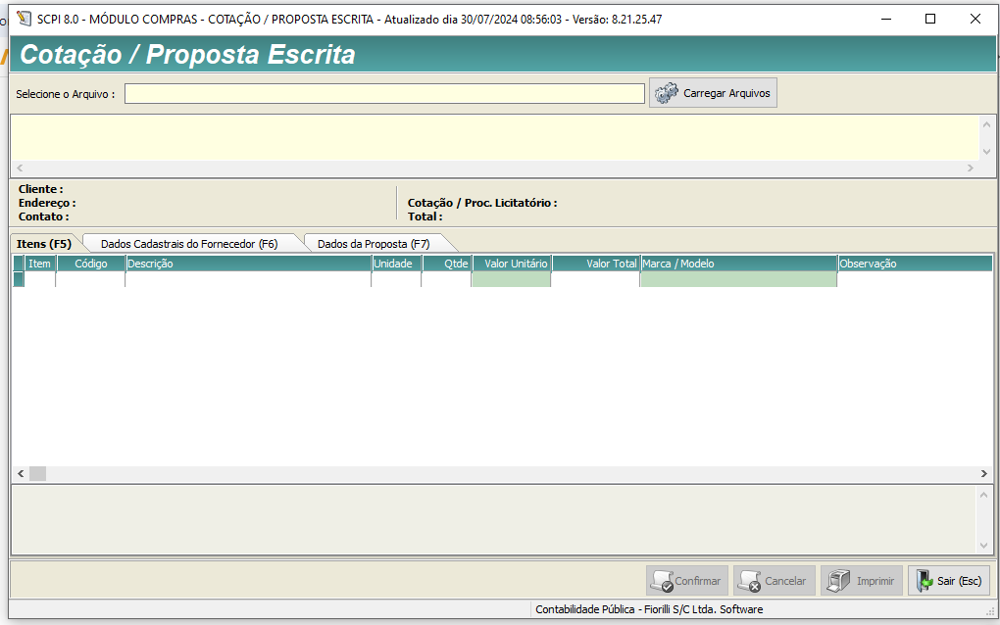 SCPI 8.0 - MÓDULO COMPRAS - COTAÇÃO / PROPOSTA ESCRITA - Atualizado dia 30/07/2024 08:56:03 - Versão: 8.21.25.47
Cotação / Proposta Escrita
Selecione o Arquivo :
Carregar Arquivos
Cliente :
Endereço :
Contato :
Cotação / Proc. Licitatório :
Total :
Itens (F5) Dados Cadastrais do Fornecedor (F6) Dados da Proposta (F7)
Item Código Descrição Unidade Qtde Valor Unitário Valor Total Marca / Modelo Observação
Confirmar Cancelar Imprimir Sair (Esc)
Contabilidade Pública - Fiorilli S/C Ltda. Software